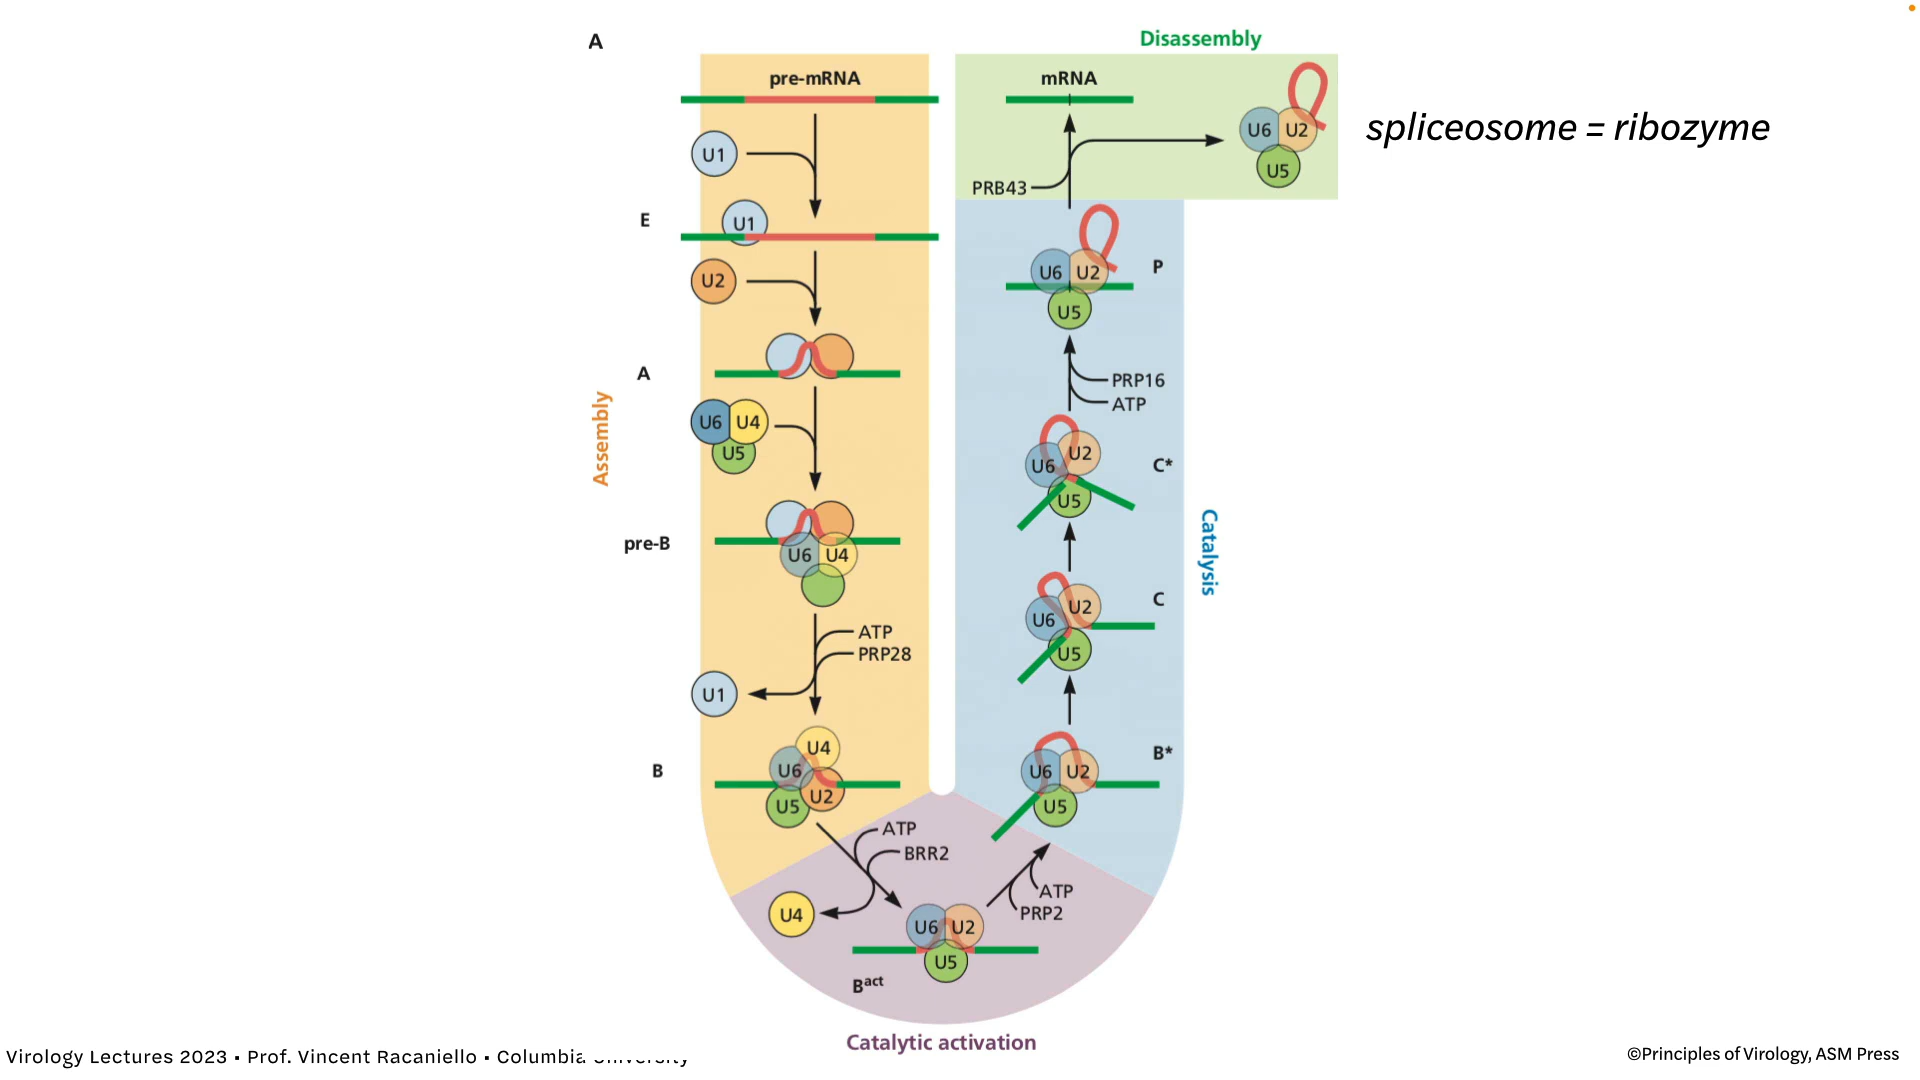 A
Disassembly
pre-mRNA
mRNA
spliceosome = ribozyme
U6 U2
U5
U1
PRB43
E
U1
U2
U6 U2
P
U5
A
PRP16
ATP
Assembly
U6 U4
U5
U2
U6
C*
U5
pre-B
U6 U4
Catalysis
C
U2
U6
U5
ATP
PRP28
U1
U4
B*
B
U6
U2
U5
U6 U2
U5
ATP
BRR2
ATP
PRP2
U4
U6 U2
U5
Bact
Catalytic activation
Virology Lectures 2023 • Prof. Vincent Racaniello • Columbia
©Principles of Virology, ASM Press